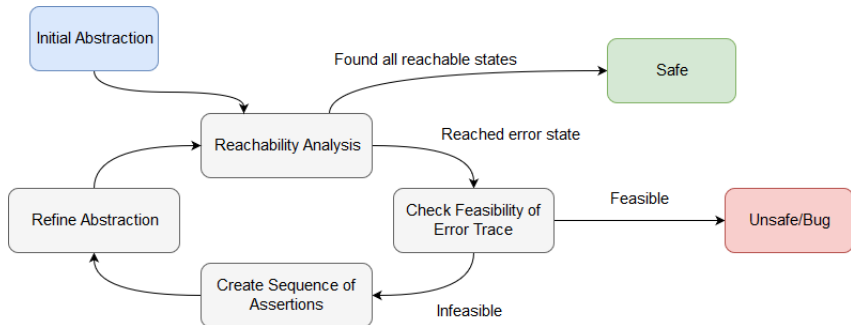 Initial Abstraction
Found all reachable states
Safe
Reachability Analysis
Reached error state
Refine Abstraction
Check Feasibility of
Error Trace
Feasible
Unsafe/Bug
Create Sequence of
Assertions
Infeasible